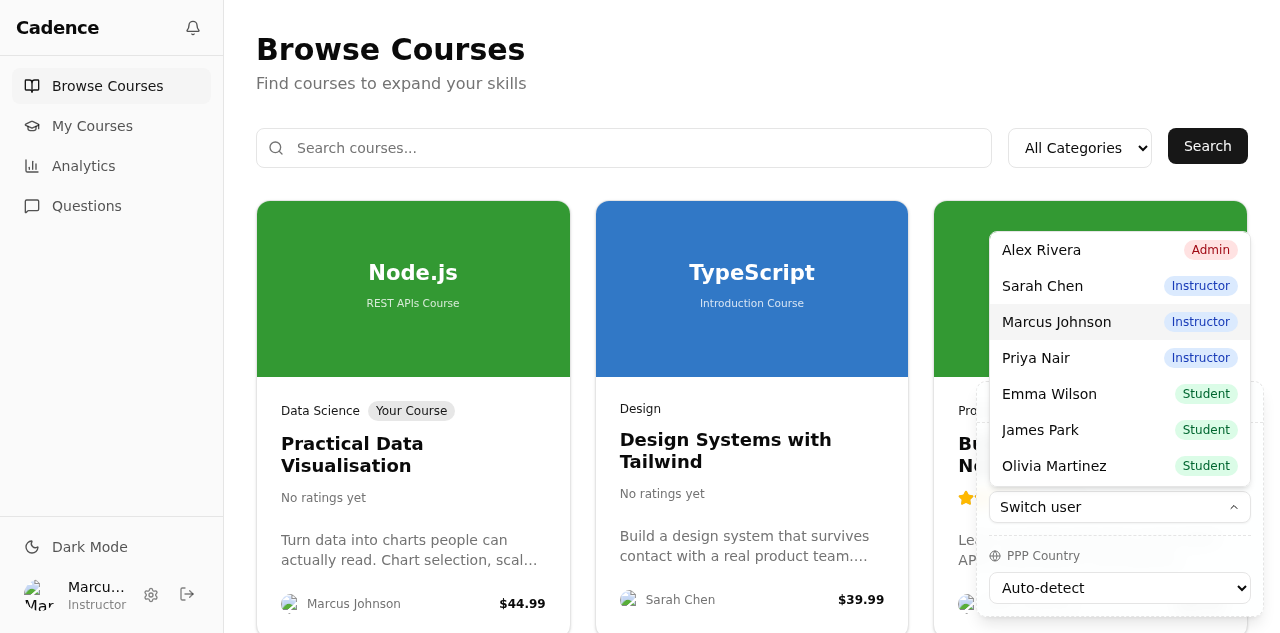 Cadence
Browse Courses
My Courses
Analytics
Questions
Dark Mode
Marcu...
Instructor
Browse Courses
Find courses to expand your skills
Search courses...
All Categories
Search
Node.js
REST APIs Course
Data Science
Your Course
Practical Data
Visualisation
No ratings yet
Turn data into charts people can
actually read. Chart selection, scal...
Marcus Johnson
$44.99
TypeScript
Introduction Course
Design
Design Systems with
Tailwind
No ratings yet
Build a design system that survives
contact with a real product team....
Sarah Chen
$39.99
Alex Rivera
Admin
Sarah Chen
Instructor
Marcus Johnson
Instructor
Priya Nair
Instructor
Emma Wilson
Student
James Park
Student
Olivia Martinez
Student
Switch user
PPP Country
Auto-detect